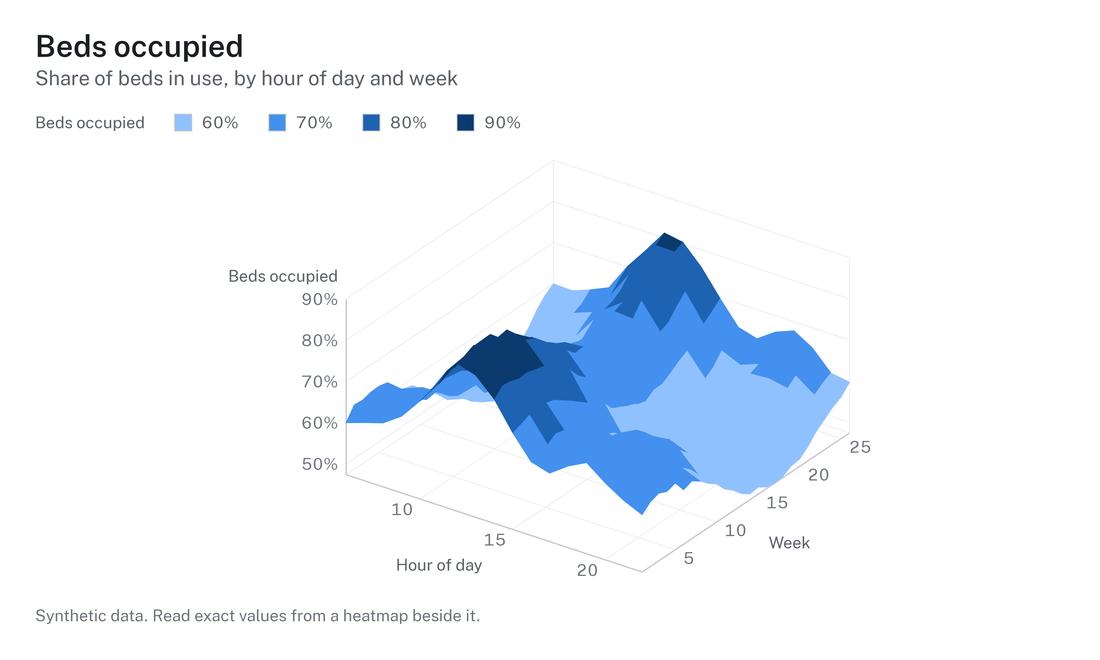 Beds occupied
Share of beds in use, by hour of day and week
Beds occupied 60% 70% 80% 90%
Beds occupied
90%
80%
70%
60%
50%
10
15
20
Hour of day
5
10
15
20
25
Week
Synthetic data. Read exact values from a heatmap beside it.